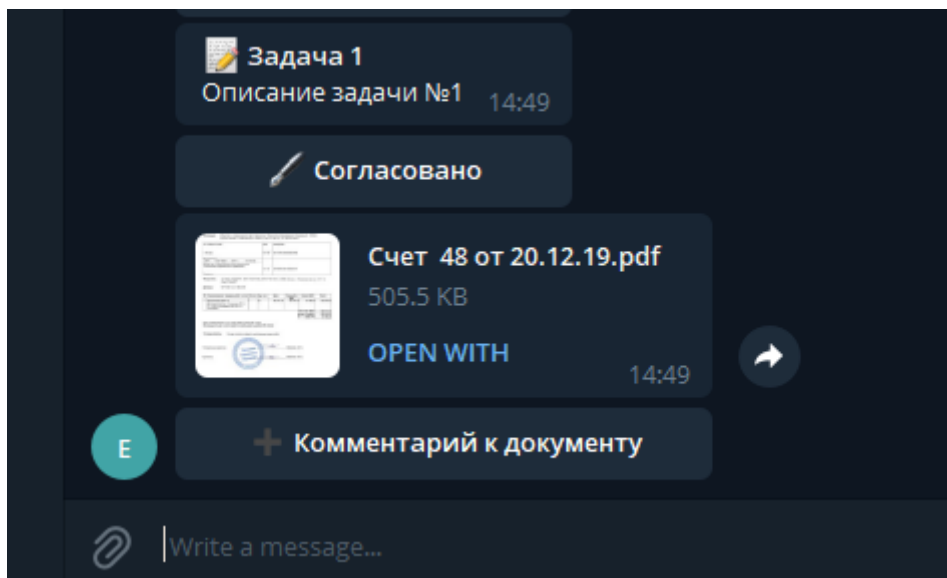 📝 Задача 1
Описание задачи №1 14:49
🖌️ Согласовано
Счет 48 от 20.12.19.pdf
505.5 KB
OPEN WITH
14:49
E
➕ Комментарий к документу
Write a message...